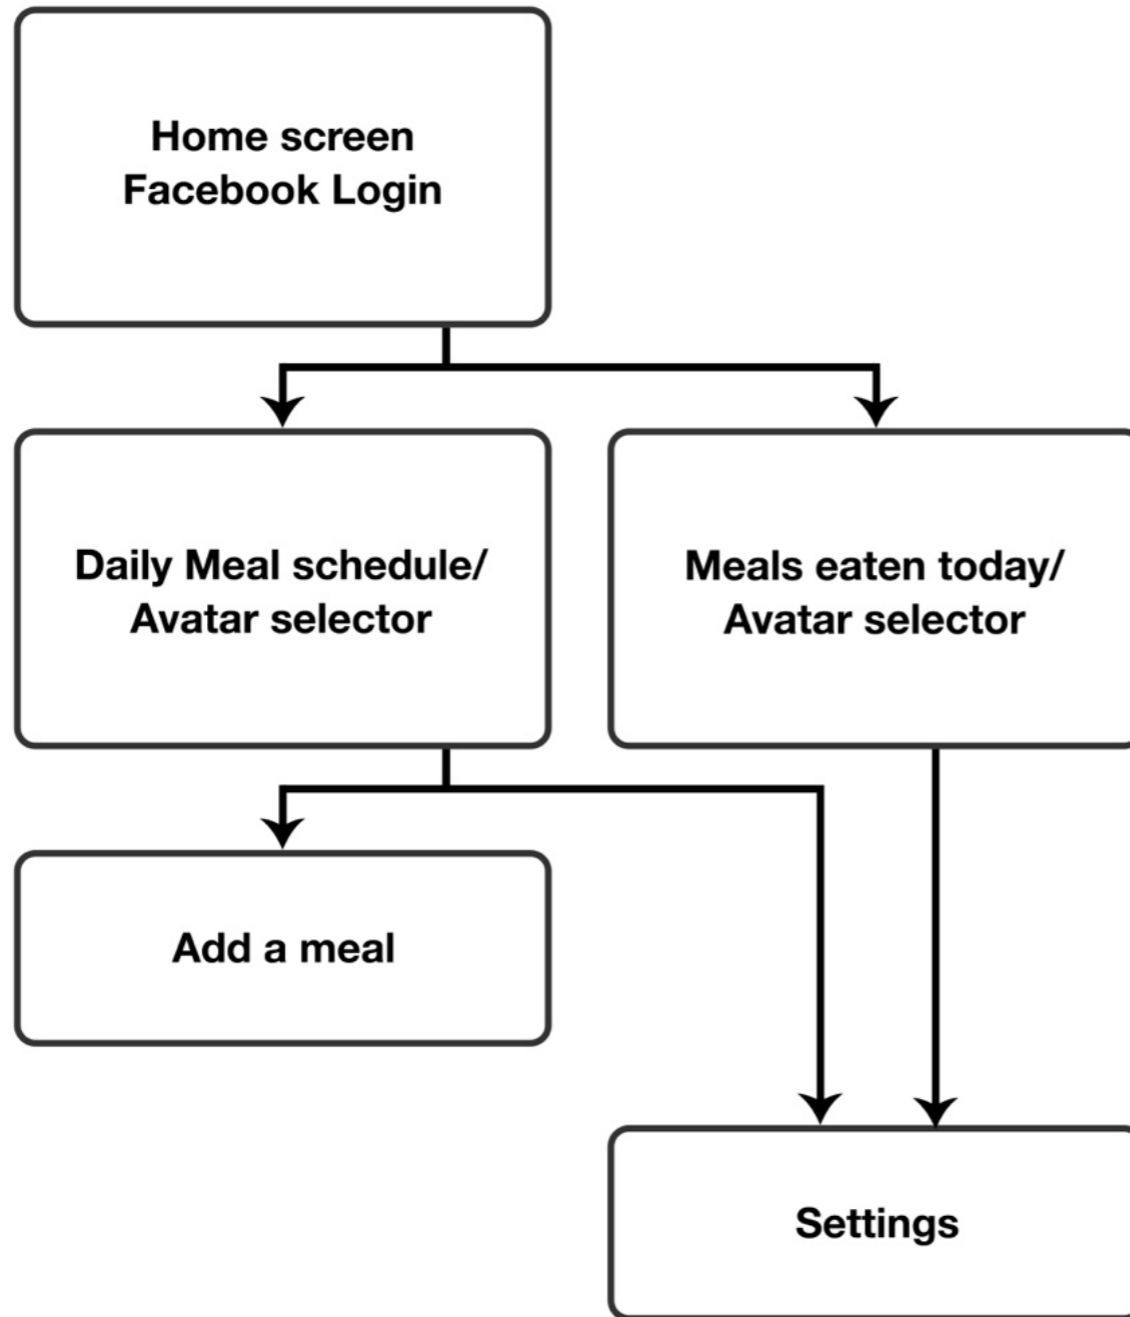 Home screen
Facebook Login
Daily Meal schedule/
Avatar selector
Meals eaten today/
Avatar selector
Add a meal
Settings